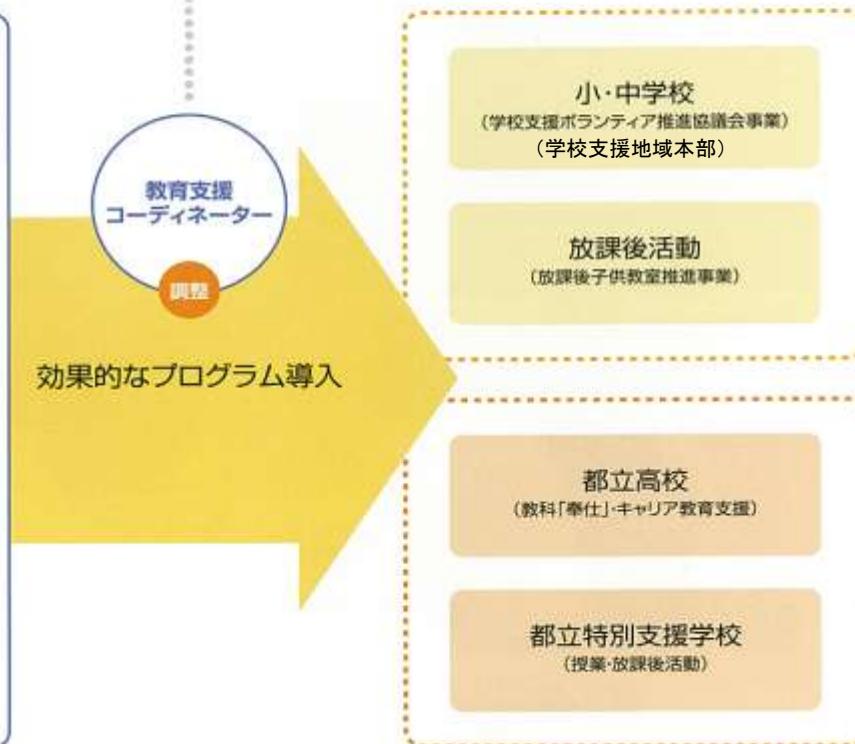 教育支援
コーディネーター
調整
効果的なプログラム導入
小・中学校
（学校支援ボランティア推進協議会事業）
（学校支援地域本部）
放課後活動
（放課後子供教室推進事業）
都立高校
（教科「奉仕」・キャリア教育支援）
都立特別支援学校
（授業・放課後活動）